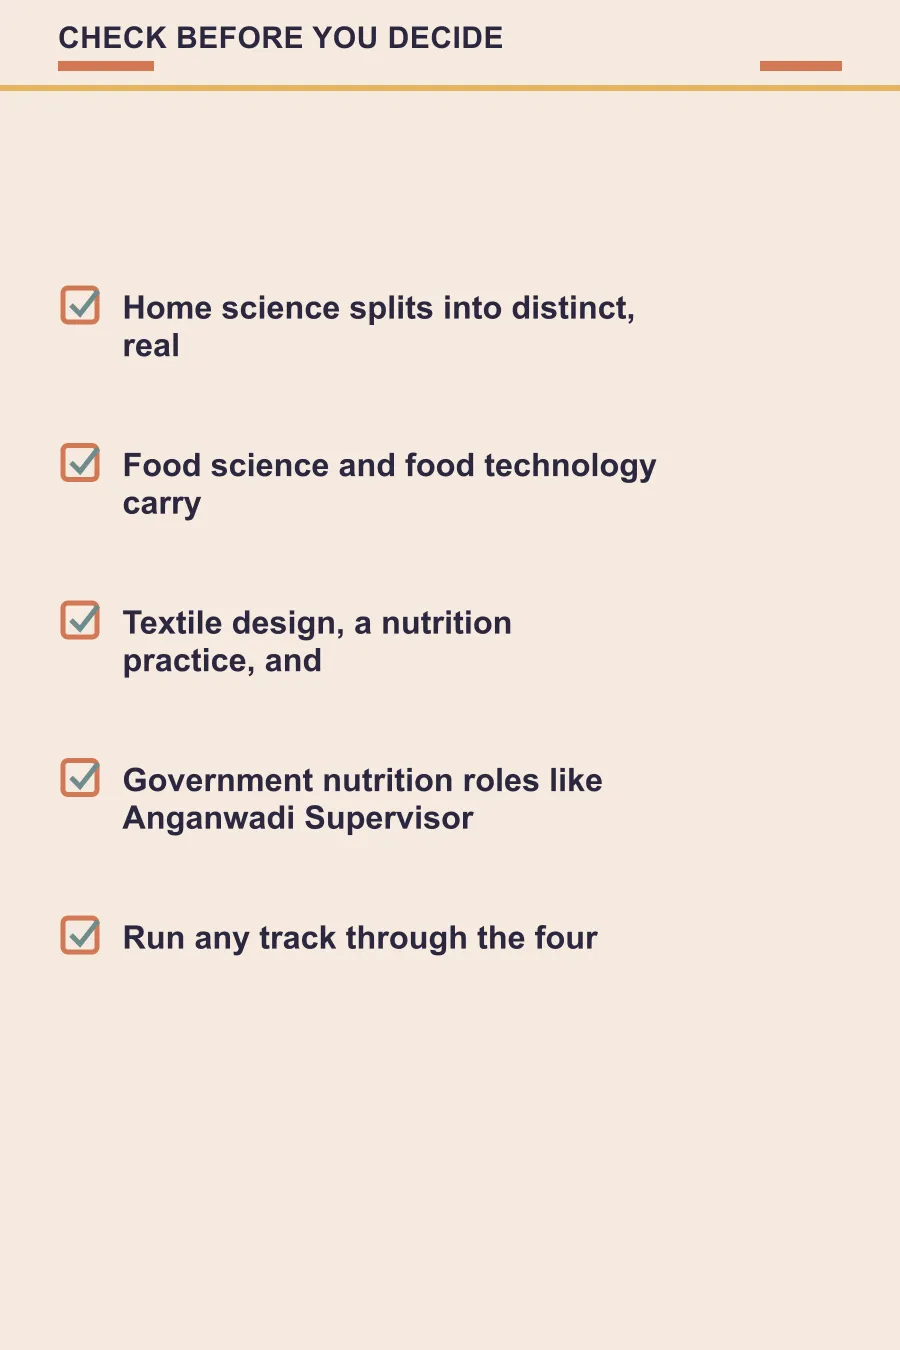 CHECK BEFORE YOU DECIDE
Home science splits into distinct,
real
Food science and food technology
carry
Textile design, a nutrition
practice, and
Government nutrition roles like
Anganwadi Supervisor
Run any track through the four